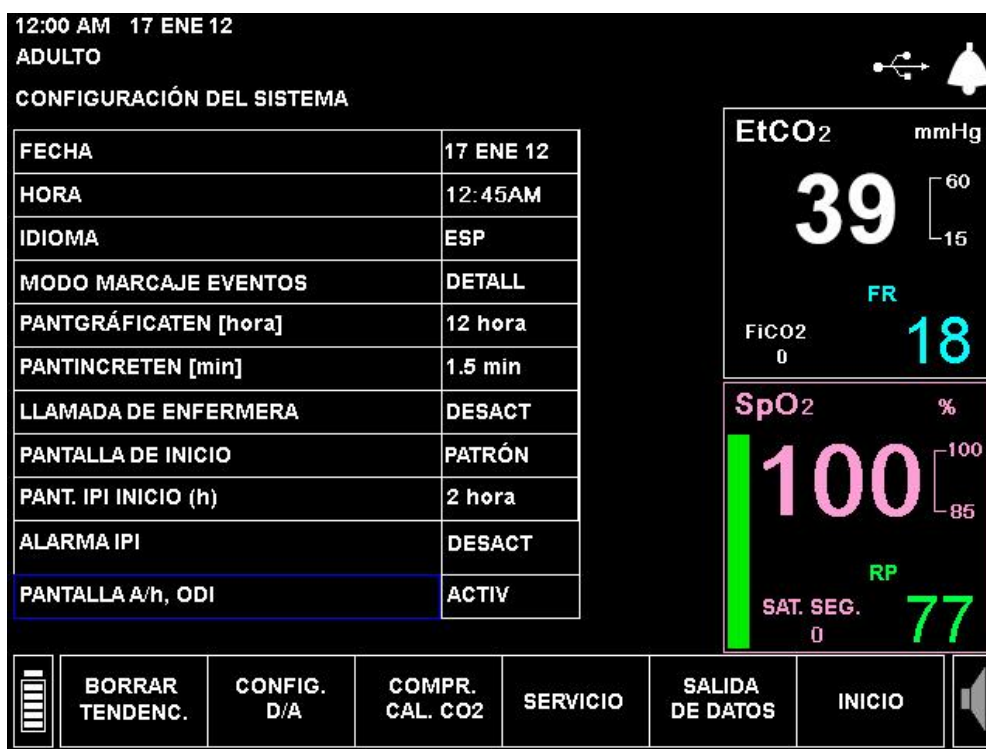 12:00 AM 17 ENE 12
ADULTO
CONFIGURACIÓN DEL SISTEMA
FECHA 17 ENE 12
HORA 12:45AM
IDIOMA ESP
MODO MARCAJE EVENTOS DETALL
PANTGRÁFICATEN [hora] 12 hora
PANTINCRETEN [min] 1.5 min
LLAMADA DE ENFERMERA DESACT
PANTALLA DE INICIO PATRÓN
PANT. IPI INICIO (h) 2 hora
ALARMA IPI DESACT
PANTALLA A/h, ODI ACTIV
EtCO2 mmHg
39
60
15
FR
18
FiCO2
0
SpO2 %
100
100
85
RP
77
SAT. SEG.
0
BORRAR
TENDENC.
CONFIG.
D/A
COMPR.
CAL. CO2
SERVICIO
SALIDA
DE DATOS
INICIO